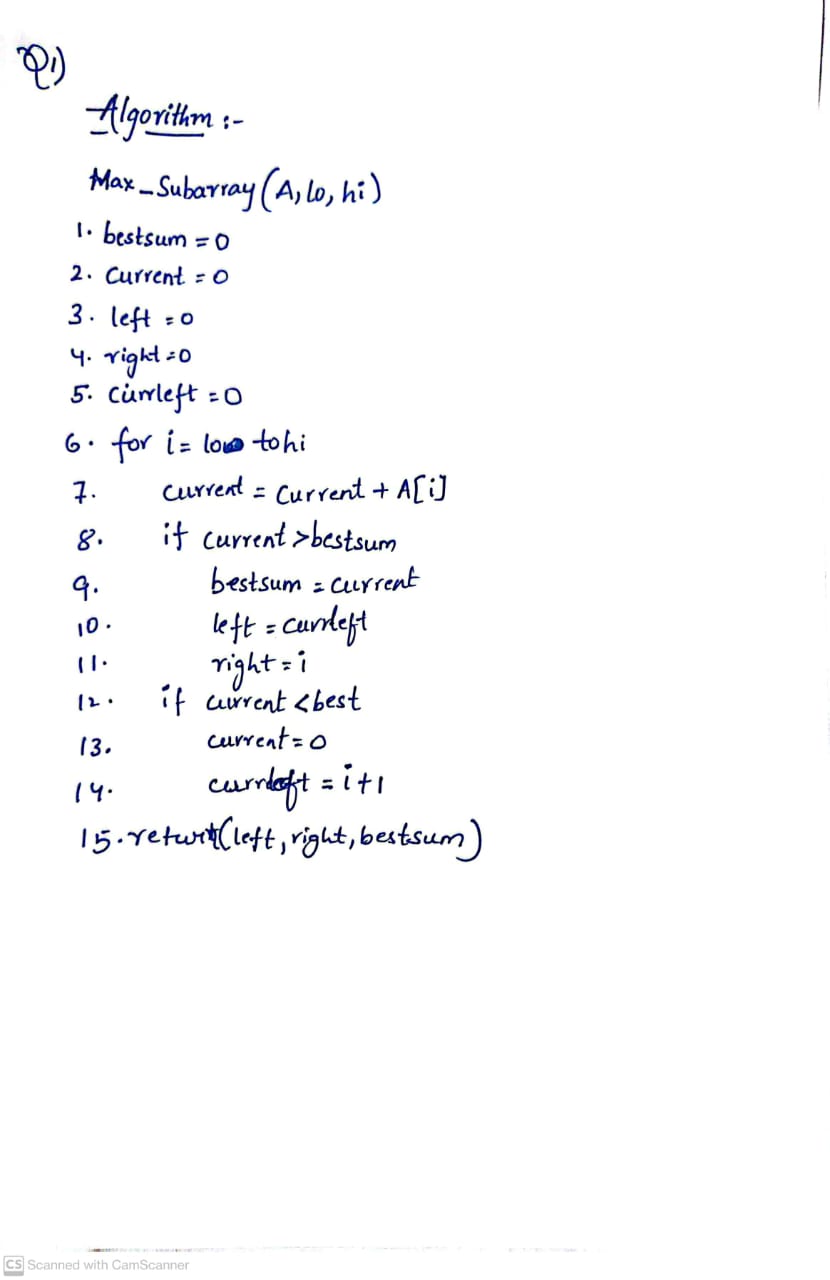 Q1)
Algorithm :-
Max_Subarray (A, lo, hi)
1. bestsum = 0
2. Current = 0
3. left = 0
4. right = 0
5. currleft = 0
6. for i = low to hi
7. current = Current + A[i]
8. if current > bestsum
9. bestsum = current
10. left = currleft
11. right = i
12. if current < best
13. current = 0
14. currleft = i+1
15. return (left, right, bestsum)
CS Scanned with CamScanner